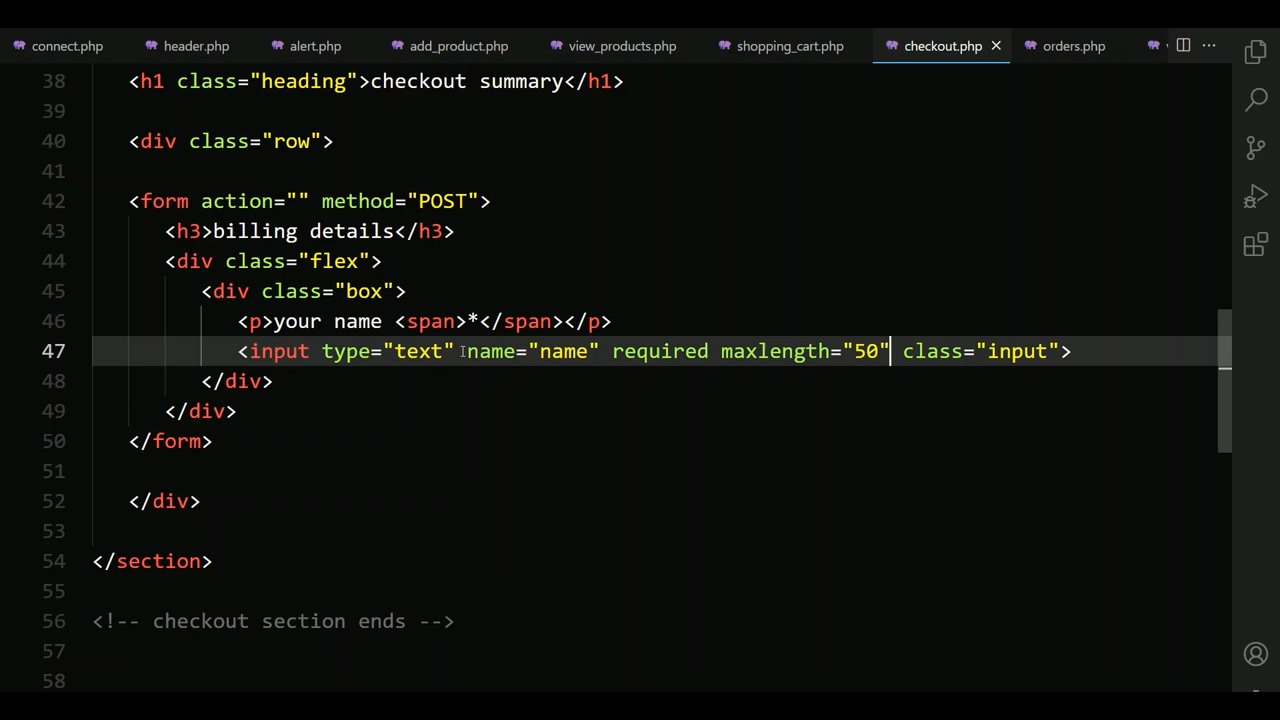 connect.php header.php alert.php add_product.php view_products.php shopping_cart.php checkout.php × orders.php ···
38 <h1 class="heading">checkout summary</h1>
39
40 <div class="row">
41
42 <form action="" method="POST">
43 <h3>billing details</h3>
44 <div class="flex">
45 <div class="box">
46 <p>your name <span>*</span></p>
47 <input type="text" name="name" required maxlength="50" class="input">
48 </div>
49 </div>
50 </form>
51
52 </div>
53
54 </section>
55
56 <!-- checkout section ends -->
57
58